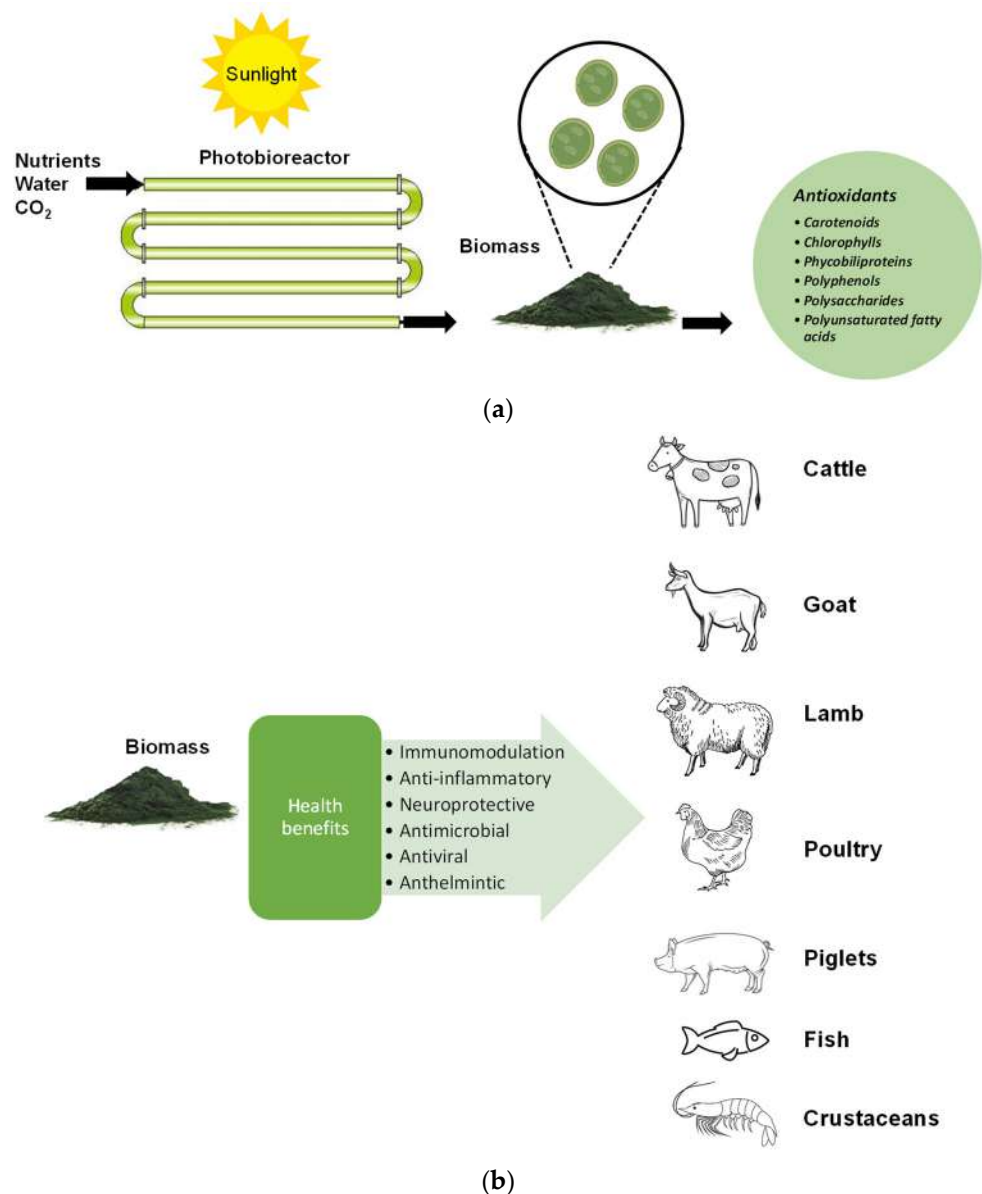 Sunlight
Photobioreactor
Nutrients
Water
CO₂
Biomass
Antioxidants
• Carotenoids
• Chlorophylls
• Phycobiliproteins
• Polyphenols
• Polysaccharides
• Polyunsaturated fatty
acids
(a)
Biomass
Health
benefits
• Immunomodulation
• Anti-inflammatory
• Neuroprotective
• Antimicrobial
• Antiviral
• Anthelmintic
Cattle
Goat
Lamb
Poultry
Piglets
Fish
Crustaceans
(b)